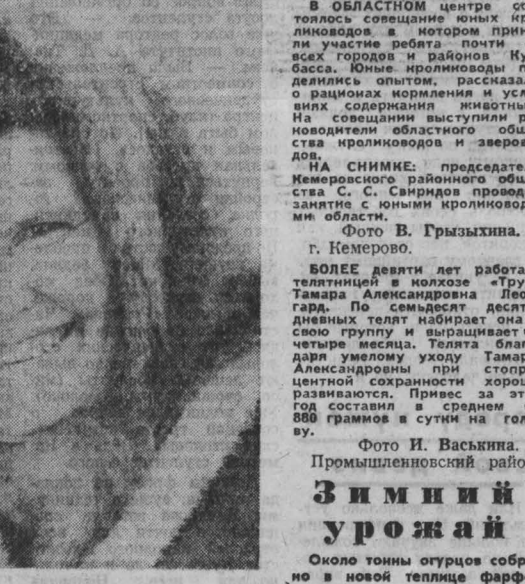 В ОБЛАСТНОМ центре со
тоялось совещание юных кро
лиководов, в котором прин
ли участие ребята почти
всех городов и районов Ку
басса. Юные кролиководы п
делились опытом, рассказа
о рационах кормления и усл
виях содержания животны
На совещании выступили р
ководители областного общ
ства кролиководов и зверов
дов.
НА СНИМКЕ: председате
Кемеровского районного общ
ства С. С. Свиридов провод
занятие с юными кроликовод
ми области.
Фото В. Грызыхина.
г. Кемерово.
БОЛЕЕ девяти лет работа
телятницей в колхозе «Тру
Тамара Александровна Лео
гард. По семьдесят десят
дневных телят набирает она
свою группу и выращивает
четыре месяца. Телята благ
даря умелому уходу Тамар
Александровны при стопр
центной сохранности хорош
развиваются. Привес за эт
год составил в среднем
880 граммов в сутки на гол
ву.
Фото И. Васькина.
Промышленновский райо
Зимний
урожай
Около тонны огурцов собр
но в новой теплице фарф